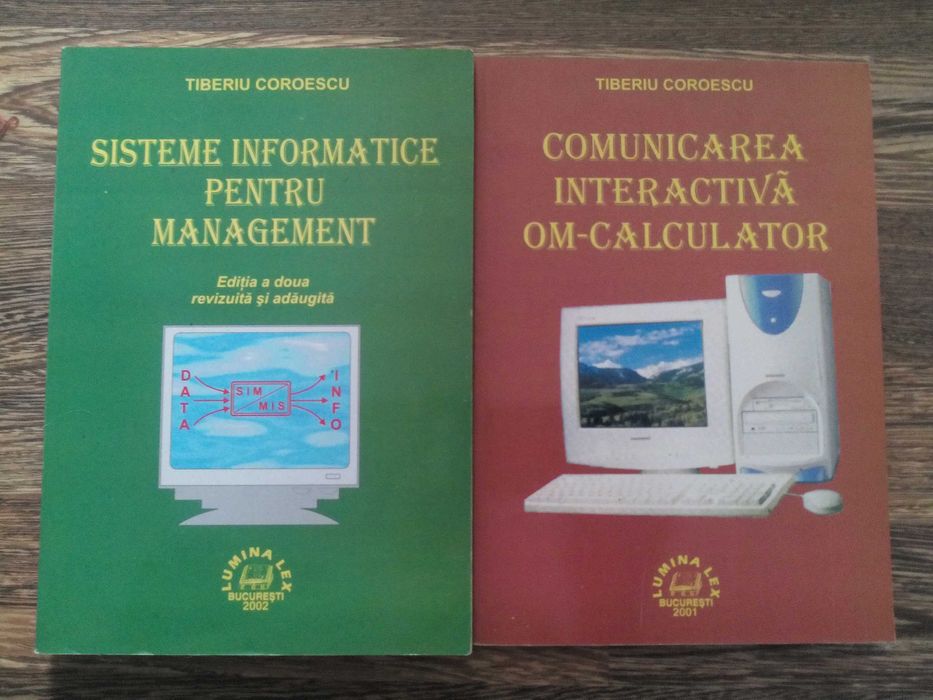 TIBERIU COROESCU
SISTEME INFORMATICE
PENTRU
MANAGEMENT
Ediția a doua
revizuită și adăugită
DATA
SIM
MIS
INFO
LUMINA LEX
BUCUREȘTI
2002
TIBERIU COROESCU
COMUNICAREA
INTERACTIVĂ
OM-CALCULATOR
LUMINA LEX
BUCUREȘTI
2001